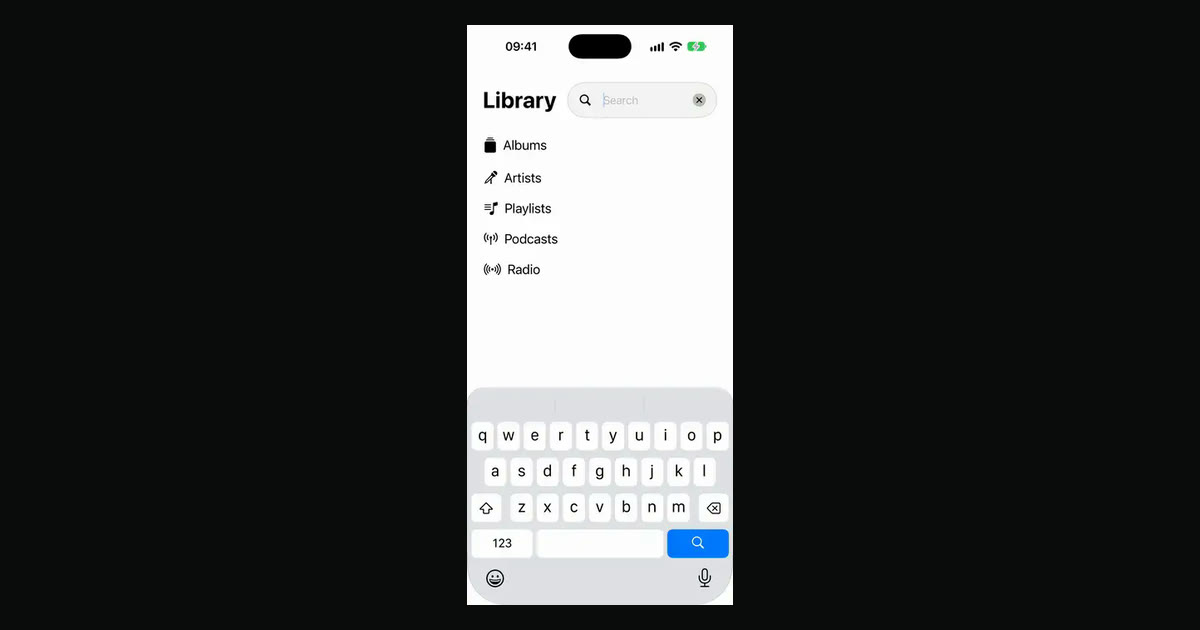 09:41
Library
Search
Albums
Artists
Playlists
Podcasts
Radio
q w e r t y u i o p
a s d f g h j k l
z x c v b n m
123